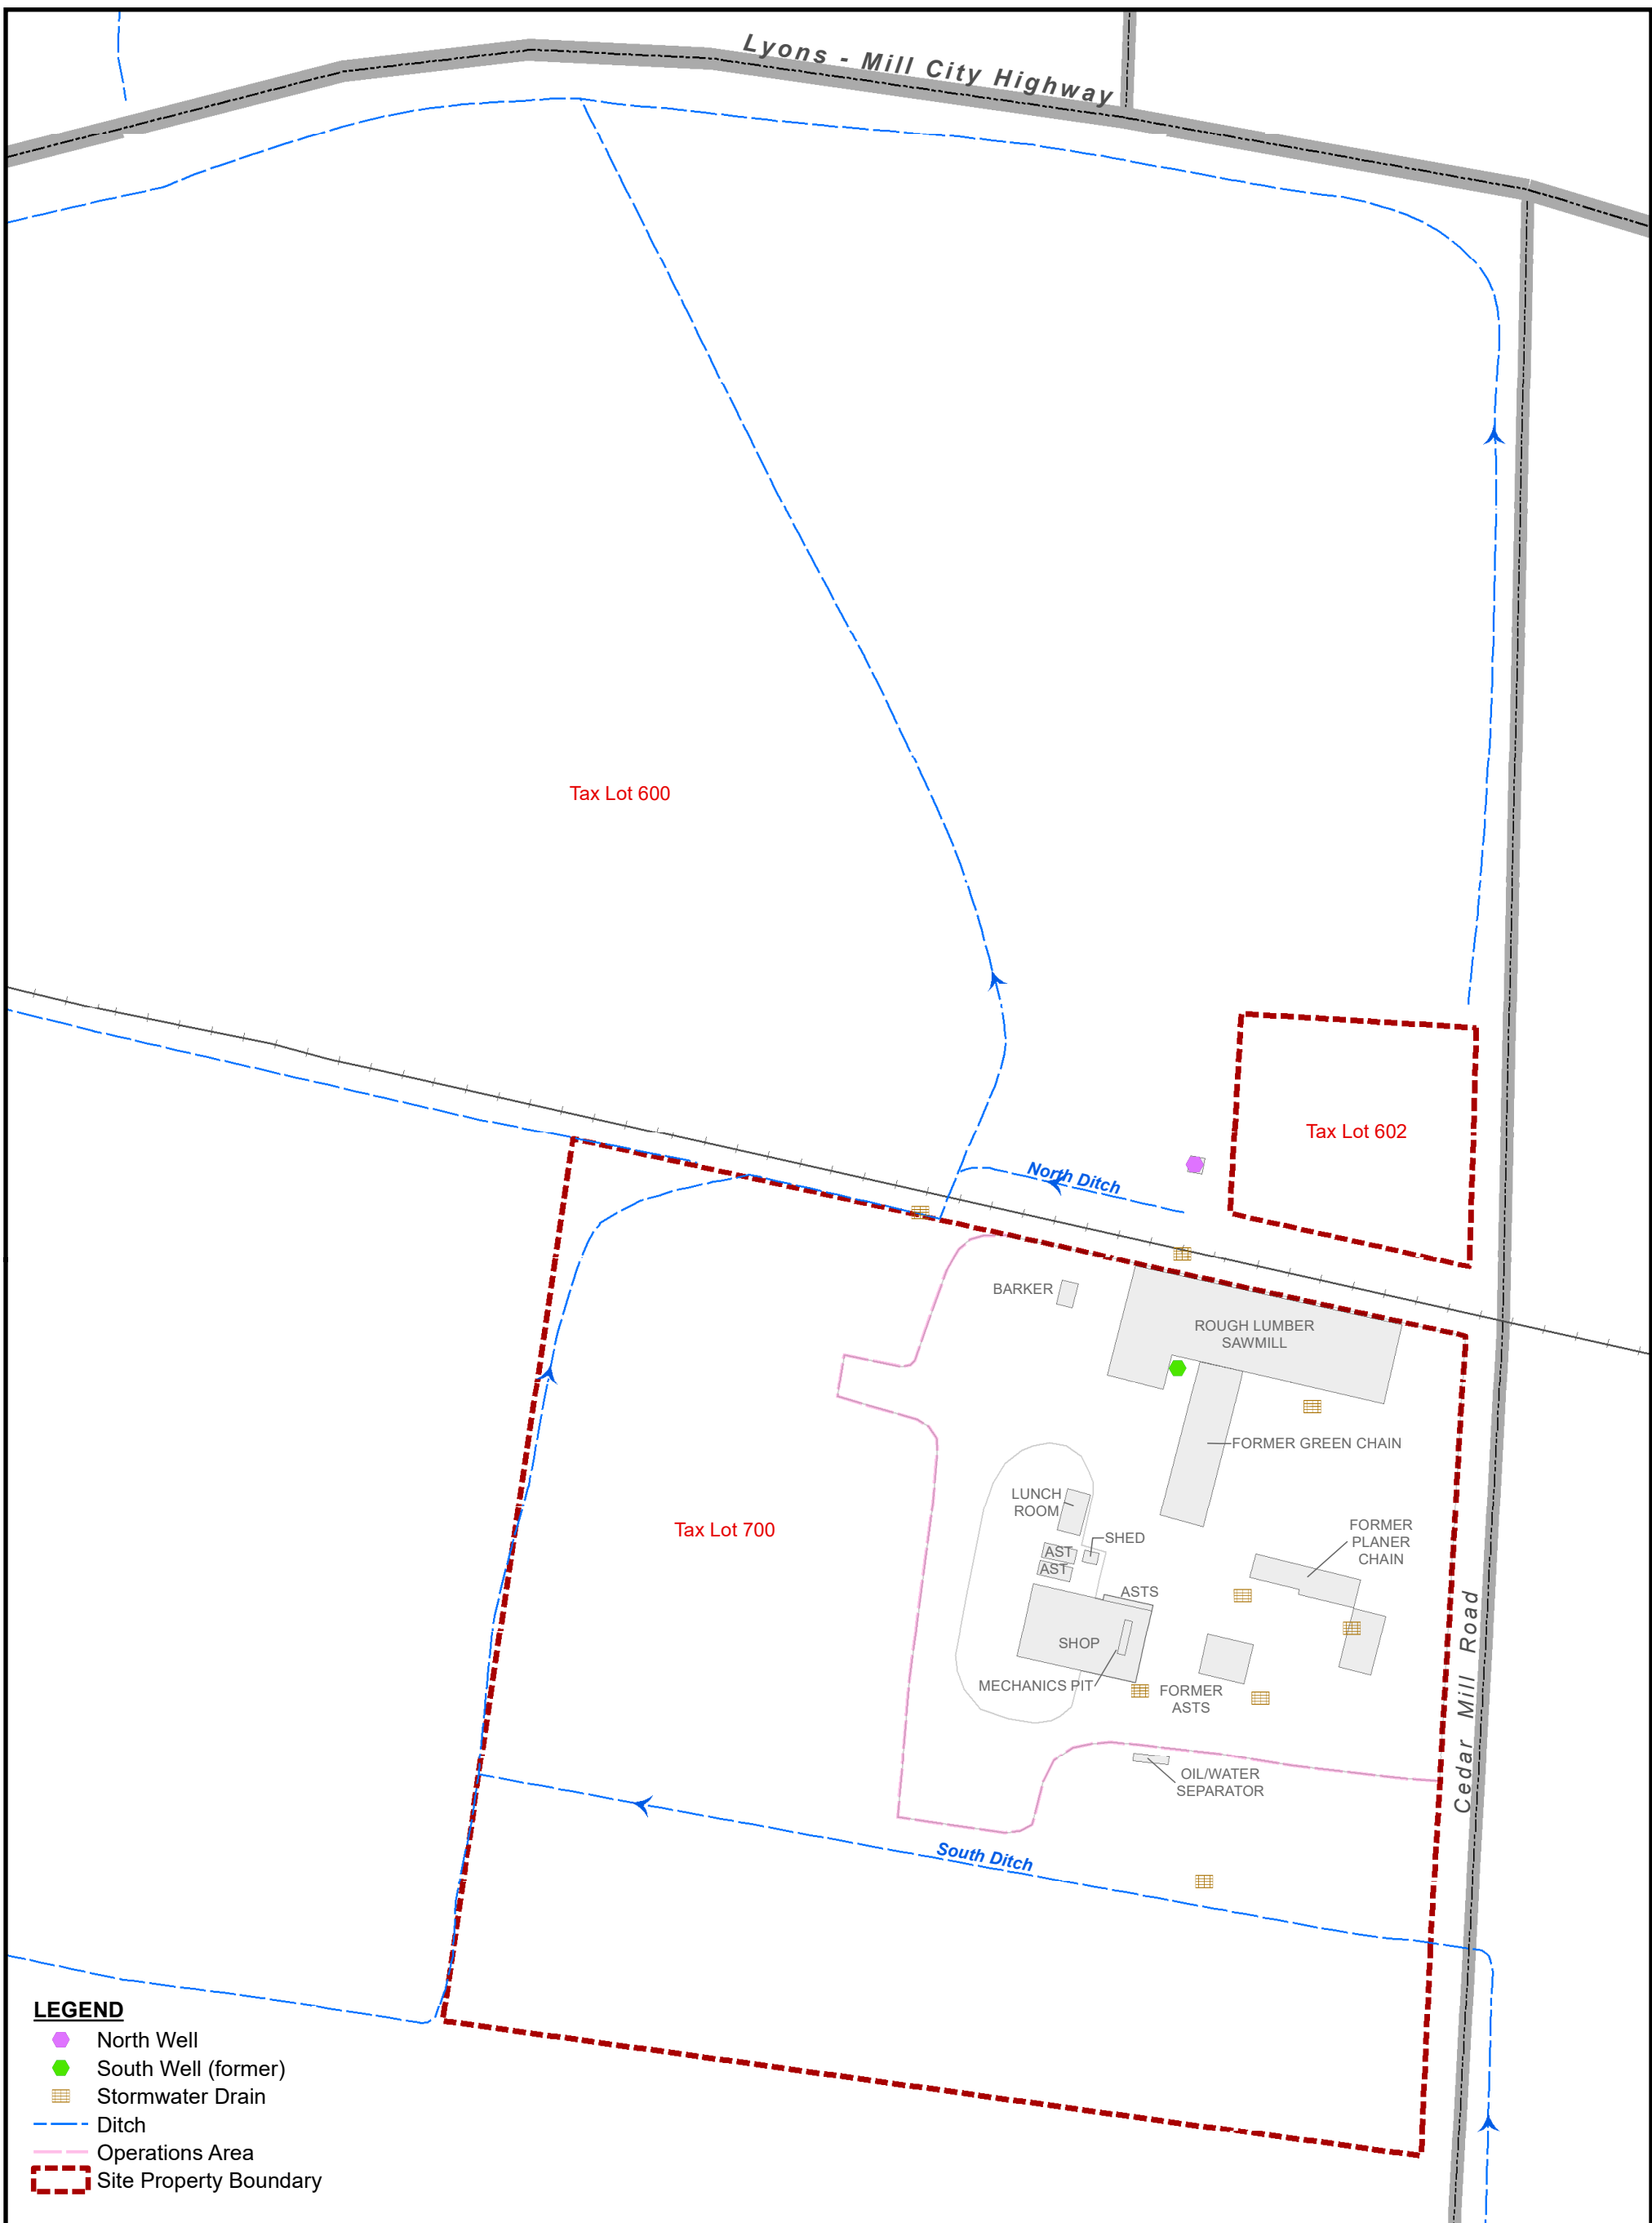 Lyons - Mill City Highway
Tax Lot 600
Tax Lot 602
North Ditch
BARKER
ROUGH LUMBER
SAWMILL
FORMER GREEN CHAIN
LUNCH
ROOM
SHED
AST
AST
FORMER
PLANER
CHAIN
Tax Lot 700
ASTS
SHOP
MECHANICS PIT
FORMER
ASTS
Cedar Mill Road
OIL/WATER
SEPARATOR
South Ditch
LEGEND
North Well
South Well (former)
Stormwater Drain
Ditch
Operations Area
Site Property Boundary